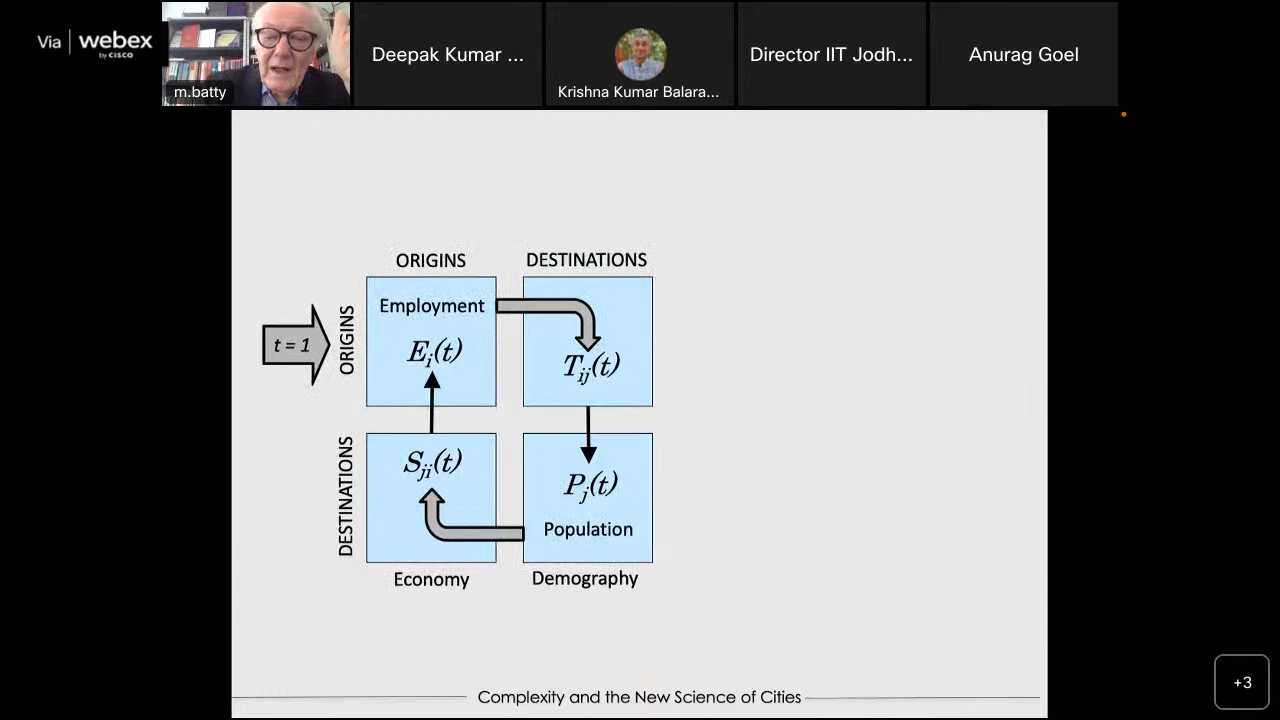 Via | webex
by CISCO
m.batty
Deepak Kumar ...
Krishna Kumar Balara...
Director IIT Jodh...
Anurag Goel
ORIGINS
DESTINATIONS
t = 1
ORIGINS
Employment
Eᵢ(t)
Tᵢⱼ(t)
DESTINATIONS
Sⱼᵢ(t)
Pⱼ(t)
Population
Economy
Demography
Complexity and the New Science of Cities
+3